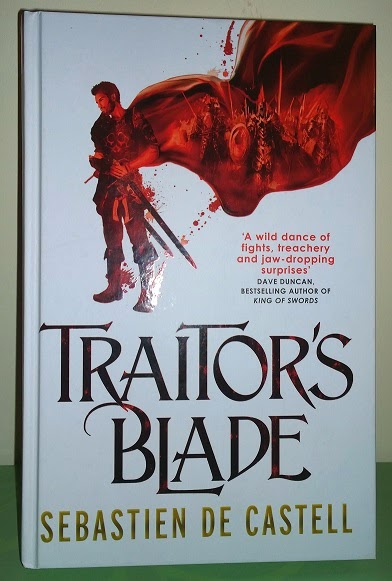 'A wild dance of
fights, treachery
and jaw-dropping
surprises'
DAVE DUNCAN,
BESTSELLING AUTHOR OF
KING OF SWORDS
TRAITOR'S
BLADE
SEBASTIEN DE CASTELL